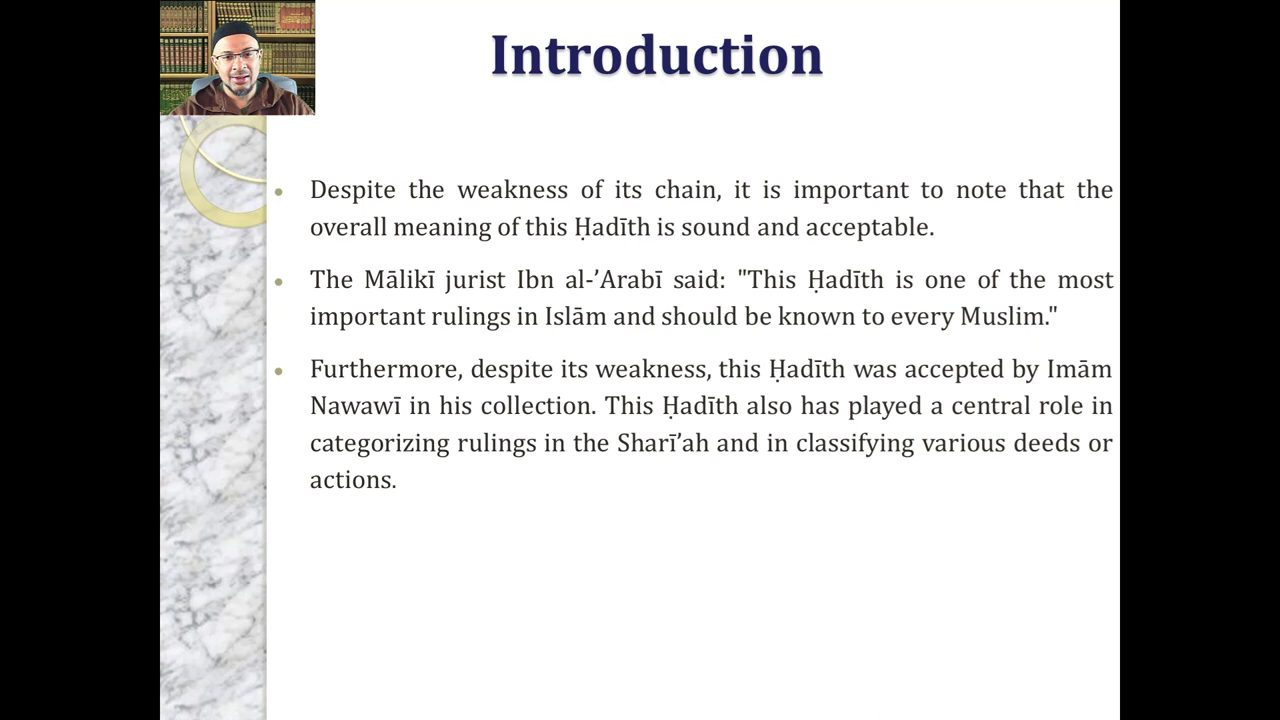 Introduction
• Despite the weakness of its chain, it is important to note that the
overall meaning of this Ḥadīth is sound and acceptable.
• The Mālikī jurist Ibn al-’Arabī said: "This Ḥadīth is one of the most
important rulings in Islām and should be known to every Muslim."
• Furthermore, despite its weakness, this Ḥadīth was accepted by Imām
Nawawī in his collection. This Ḥadīth also has played a central role in
categorizing rulings in the Sharī’ah and in classifying various deeds or
actions.